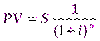 PV = S 1/(1+i)^n